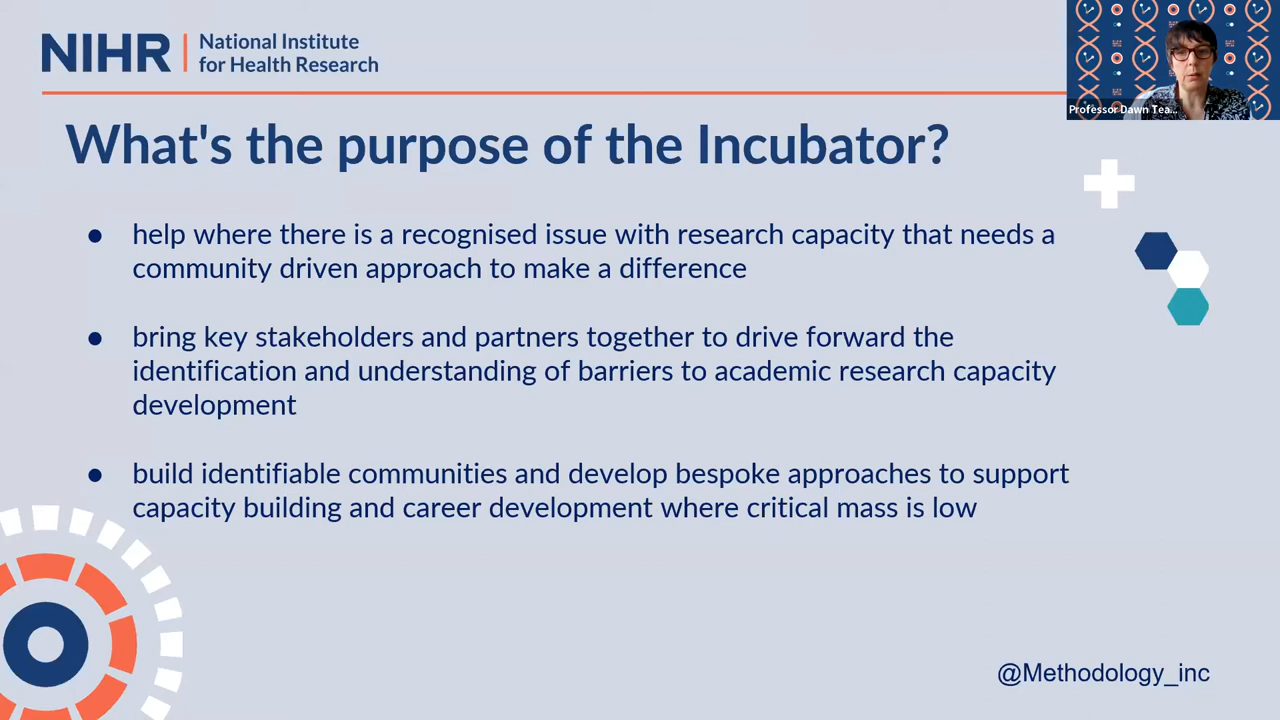 NIHR | National Institute
for Health Research
Professor Dawn Tea...
What's the purpose of the Incubator?
● help where there is a recognised issue with research capacity that needs a
community driven approach to make a difference
● bring key stakeholders and partners together to drive forward the
identification and understanding of barriers to academic research capacity
development
● build identifiable communities and develop bespoke approaches to support
capacity building and career development where critical mass is low
@Methodology_inc